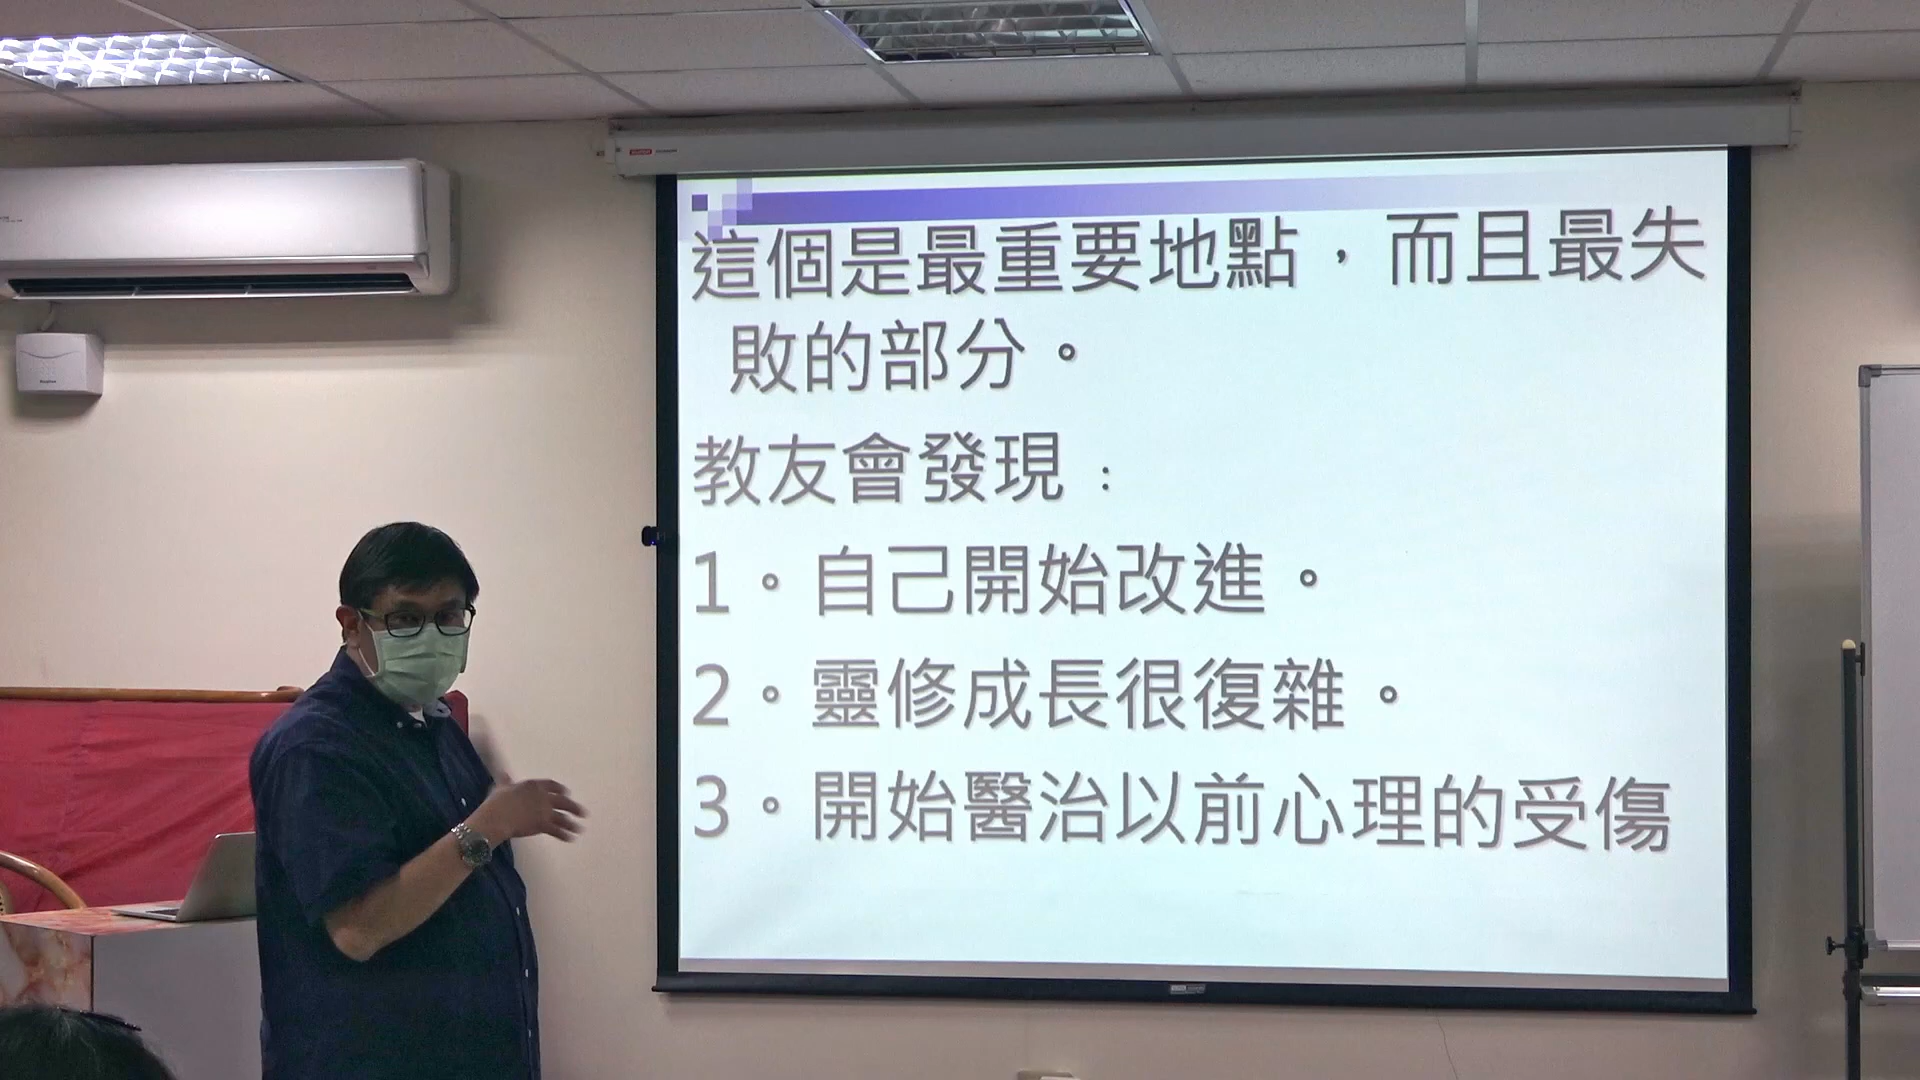 這個是最重要地點，而且最失
敗的部分。
教友會發現：
1。自己開始改進。
2。靈修成長很復雜。
3。開始醫治以前心理的受傷